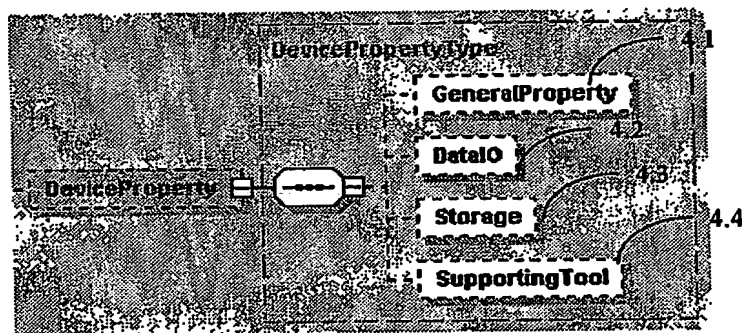 DevicePropertyType
4.1
GeneralProperty
4.2
DataIO
DeviceProperty
4.3
Storage
4.4
SupportingTool